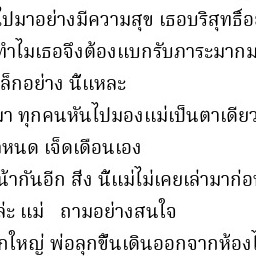 ไปมาอย่างมีความสุข เธอบริสุทธิ์อ
ทำไมเธอจึงต้องแบกรับภาระมากม
ล็กอย่าง นี้แหละ
มา ทุกคนหันไปมองแม่เป็นตาเดียว
าหนด เจ็ดเดือนเอง
น้ากันอีก สิ่ง นี้แม่ไม่เคยเล่ามาก่อน
ล่ะ แม่ ถามอย่างสนใจ
กใหญ่ พ่อลุกขึ้นเดินออกจากห้องไ